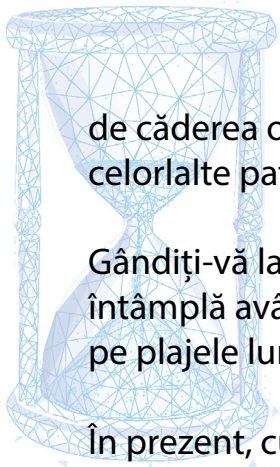 de căderea
celorlalte
Gândiți-vă la
întâmplă
pe plajele
În prezent,